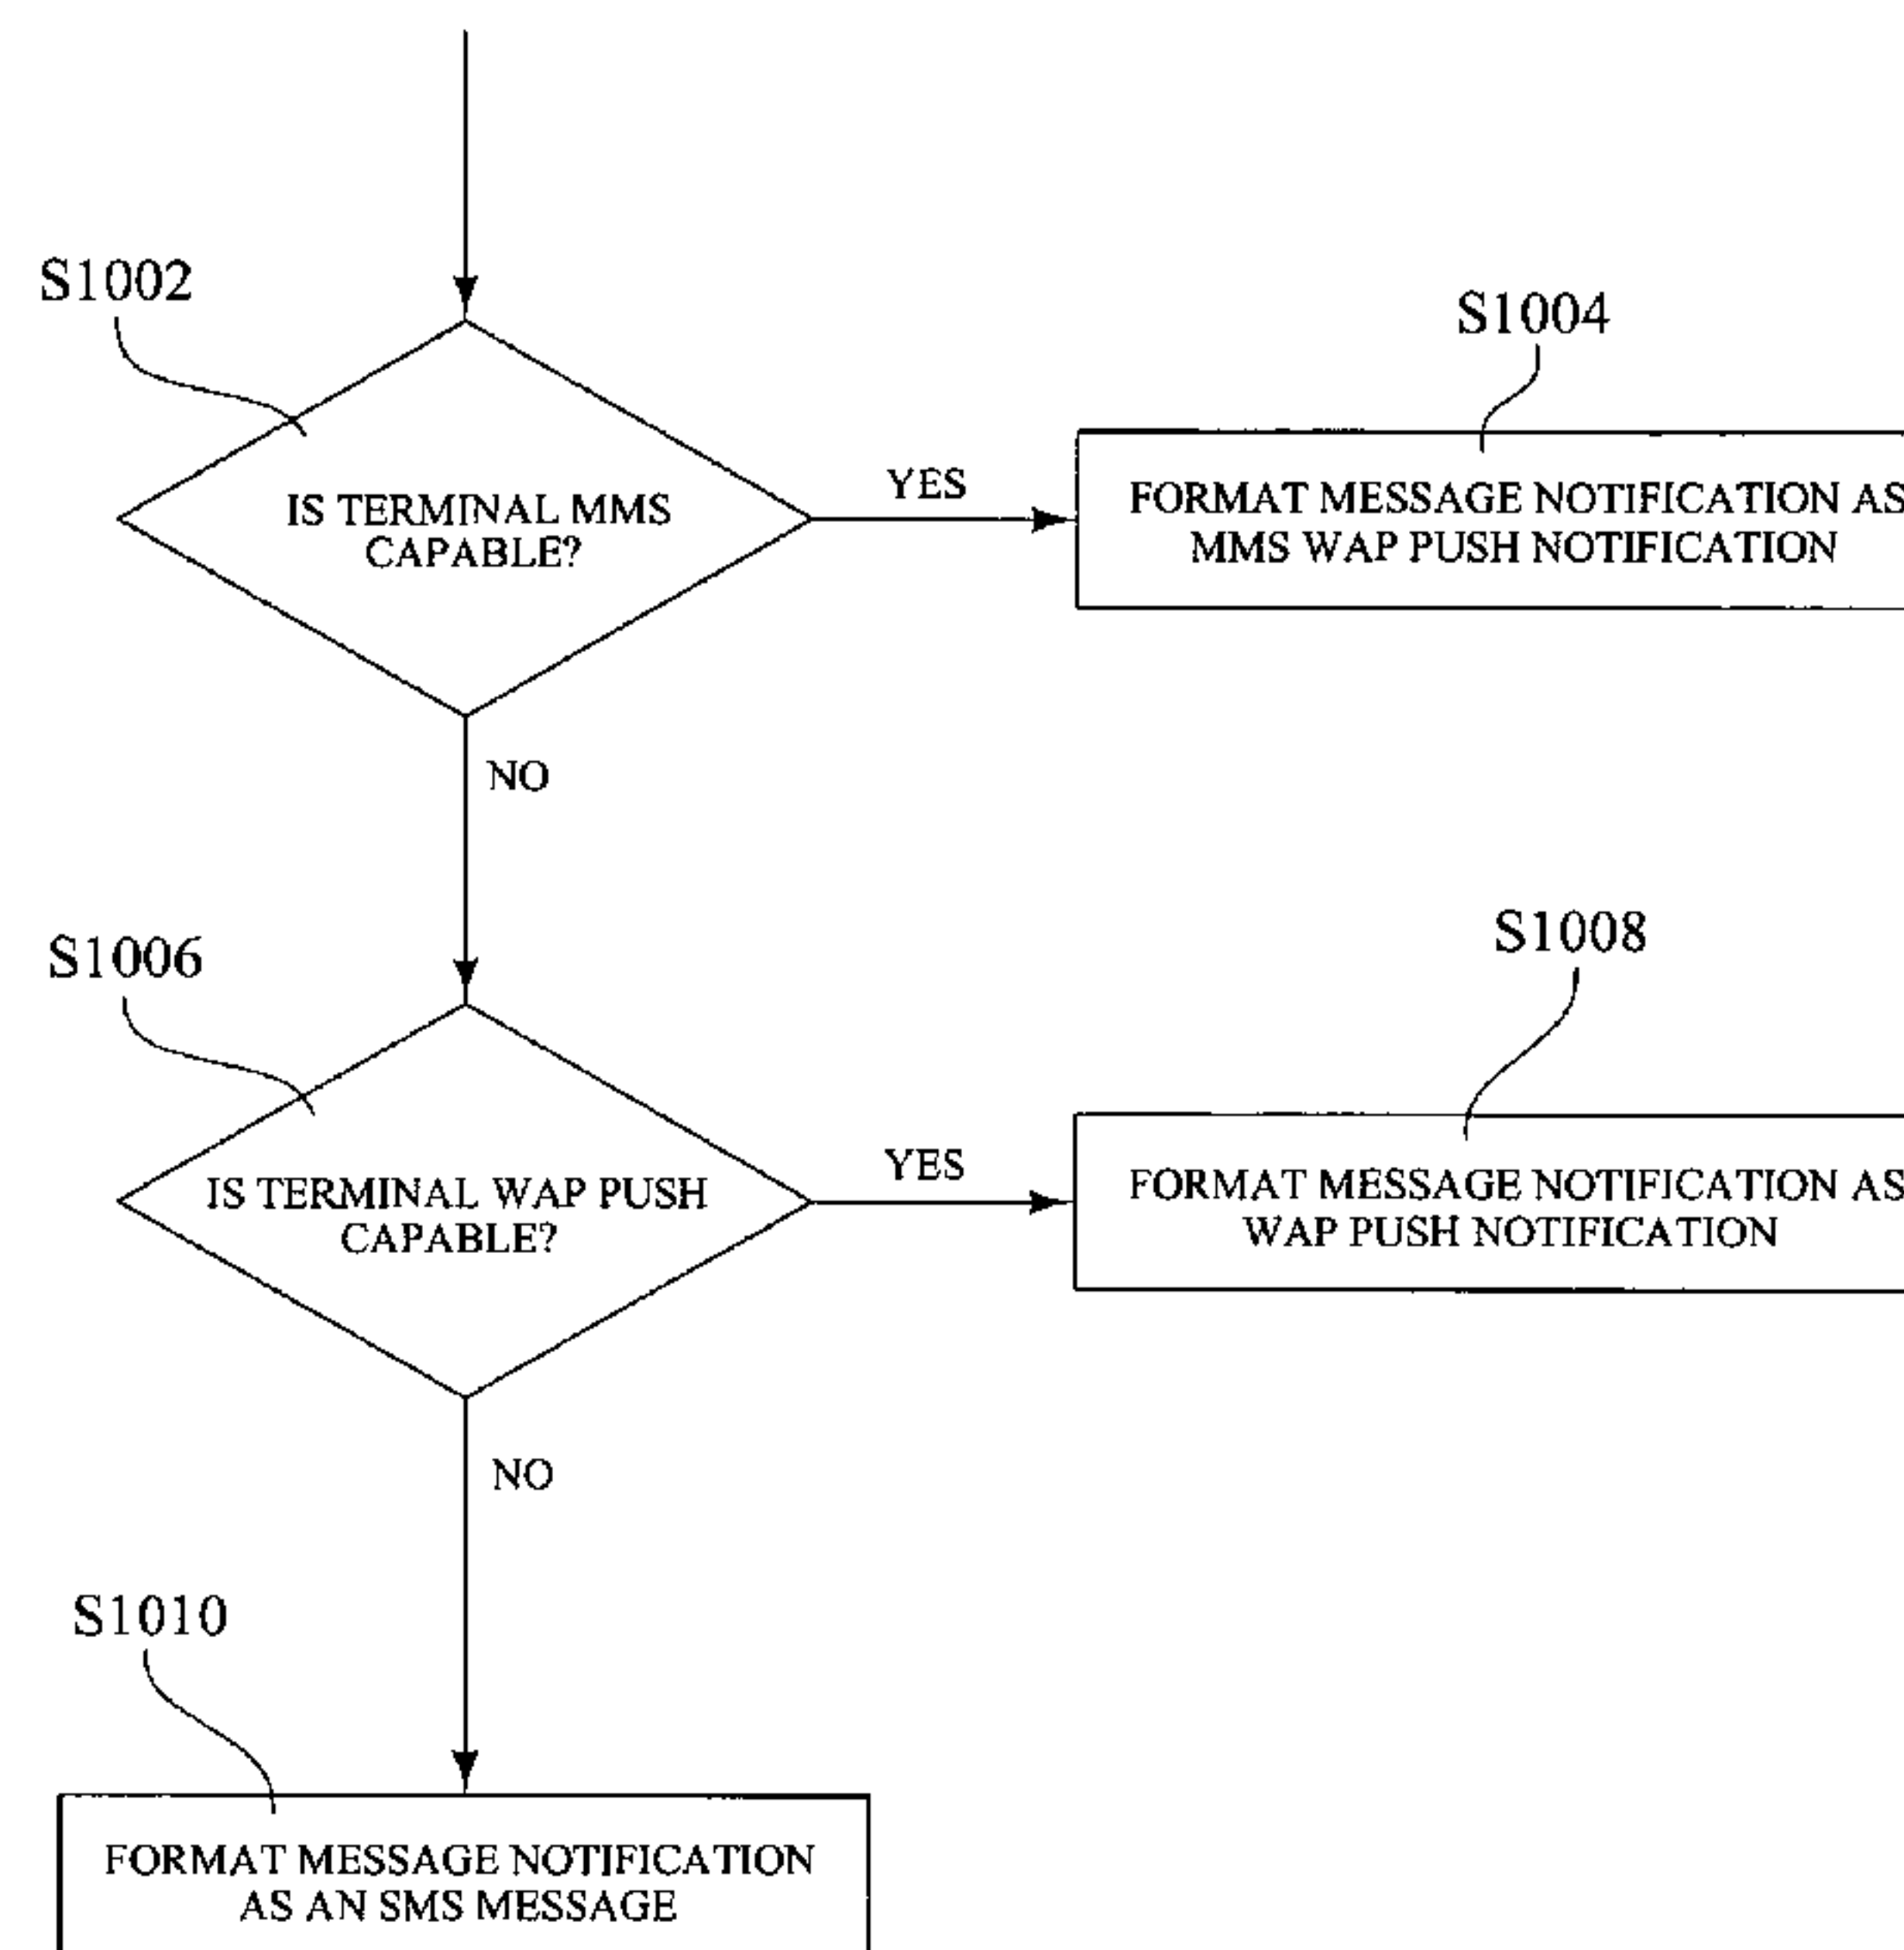 S1002
S1004
IS TERMINAL MMS
CAPABLE?
YES
FORMAT MESSAGE NOTIFICATION AS
MMS WAP PUSH NOTIFICATION
NO
S1006
S1008
IS TERMINAL WAP PUSH
CAPABLE?
YES
FORMAT MESSAGE NOTIFICATION AS
WAP PUSH NOTIFICATION
NO
S1010
FORMAT MESSAGE NOTIFICATION
AS AN SMS MESSAGE